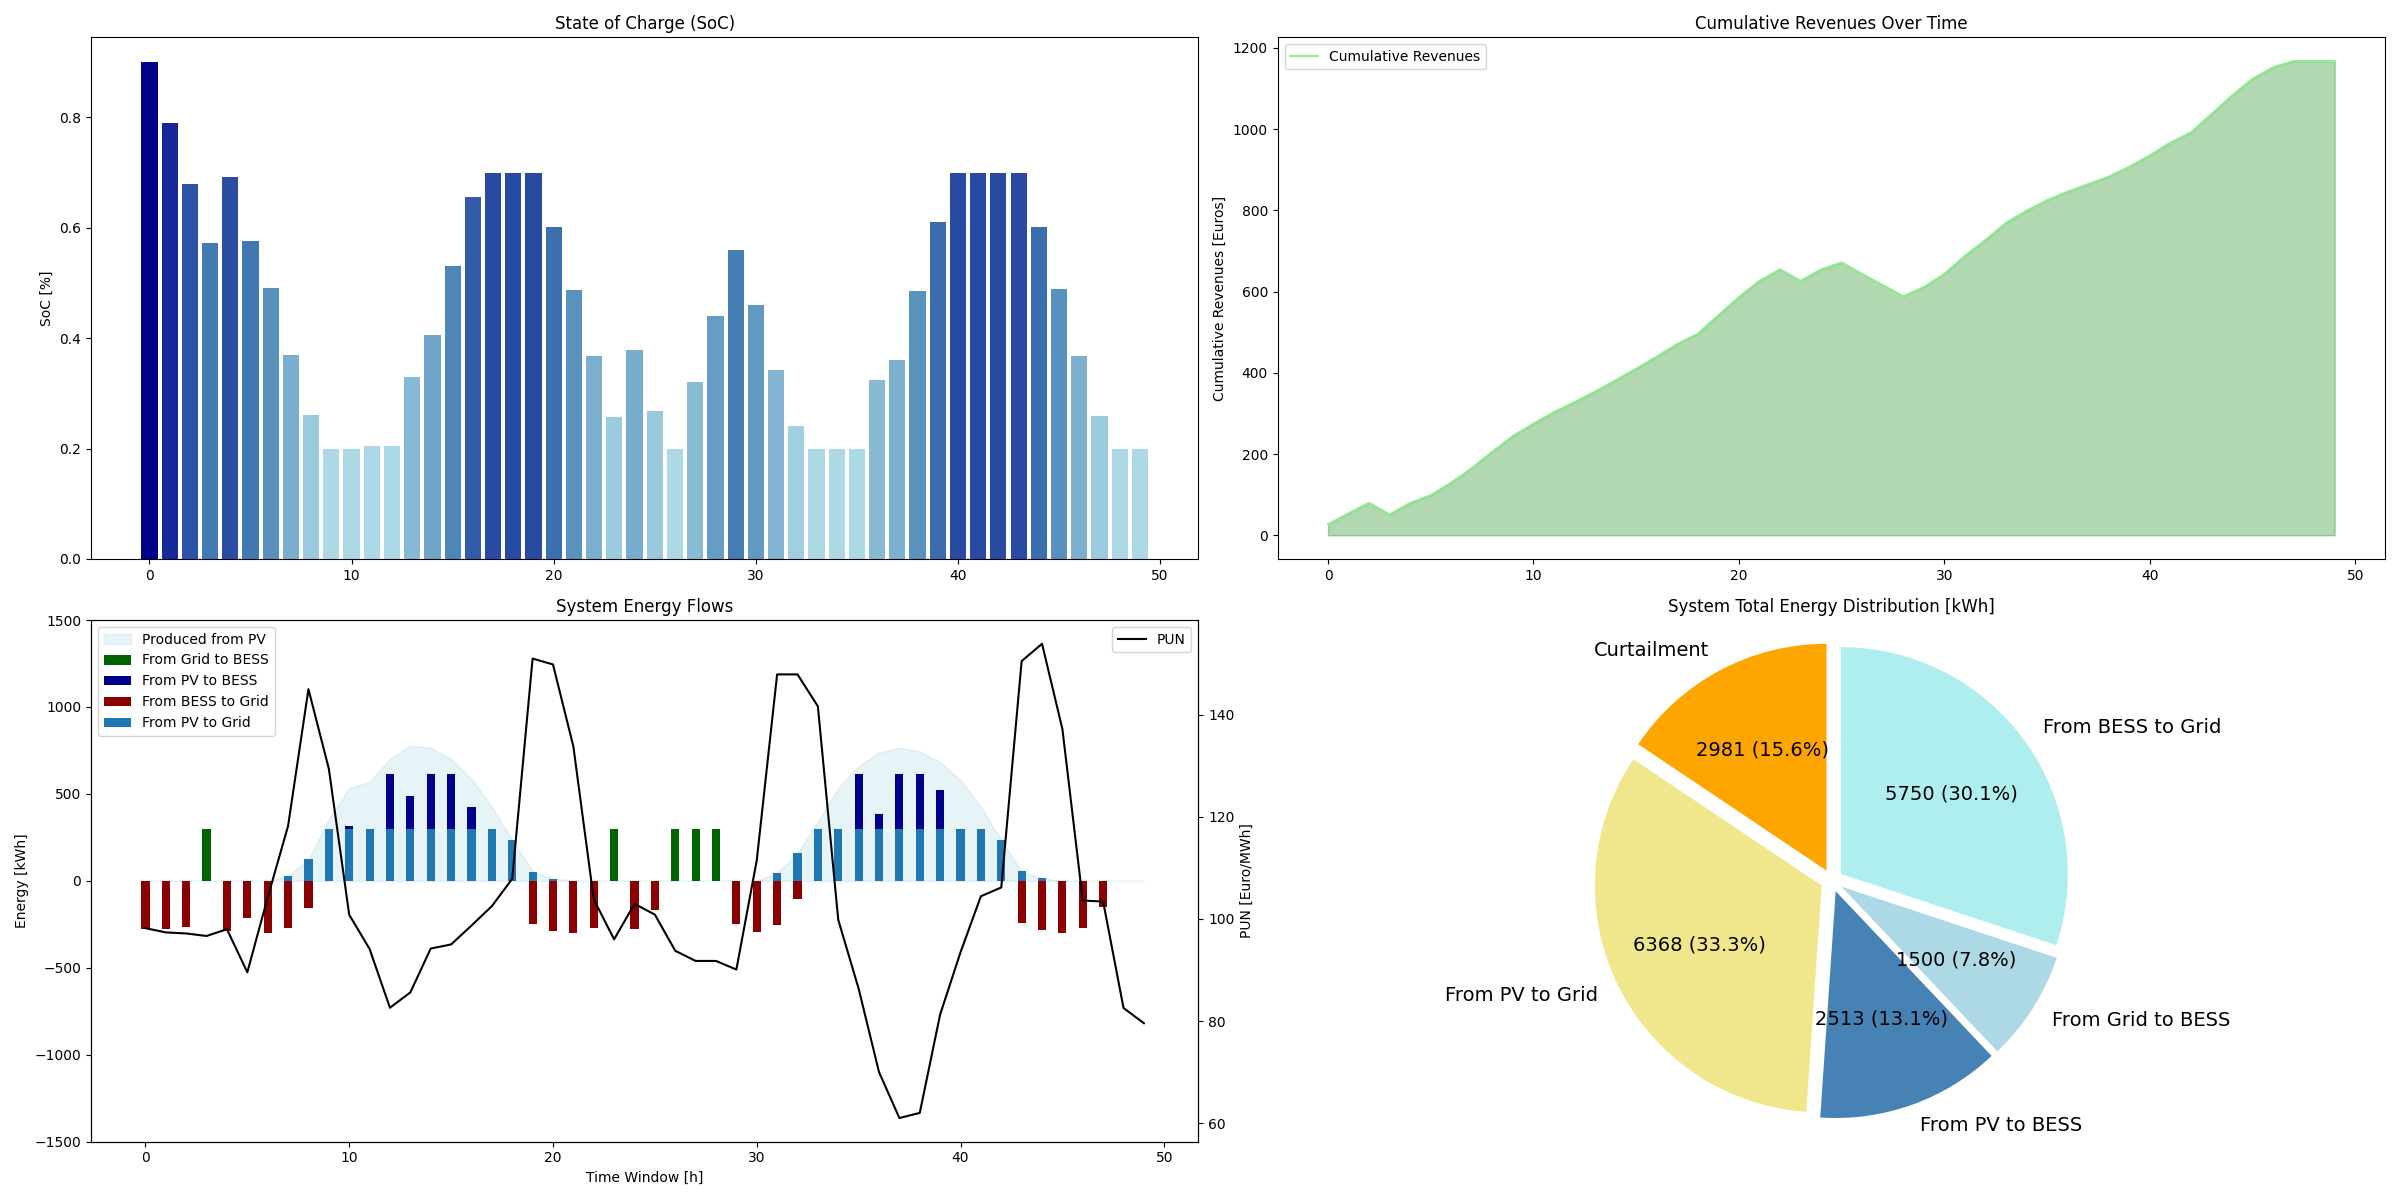 State of Charge (SoC)
SoC [%]
0.8
0.6
0.4
0.2
0.0
0 10 20 30 40 50
Cumulative Revenues Over Time
Cumulative Revenues
Cumulative Revenues [Euros]
1200
1000
800
600
400
200
0
0 10 20 30 40 50
System Energy Flows
Produced from PV
From Grid to BESS
From PV to BESS
From BESS to Grid
From PV to Grid
PUN
Energy [kWh]
1500
1000
500
0
−500
−1000
−1500
PUN [Euro/MWh]
140
120
100
80
60
0 10 20 30 40 50
Time Window [h]
System Total Energy Distribution [kWh]
Curtailment
2981 (15.6%)
From BESS to Grid
5750 (30.1%)
6368 (33.3%)
From PV to Grid
1500 (7.8%)
From Grid to BESS
2513 (13.1%)
From PV to BESS